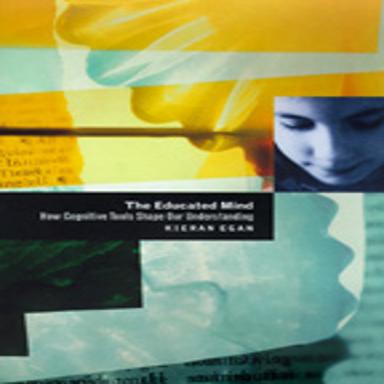 The Educated Mind
How Cognitive Tools Shape Our Understanding
KIERAN EGAN